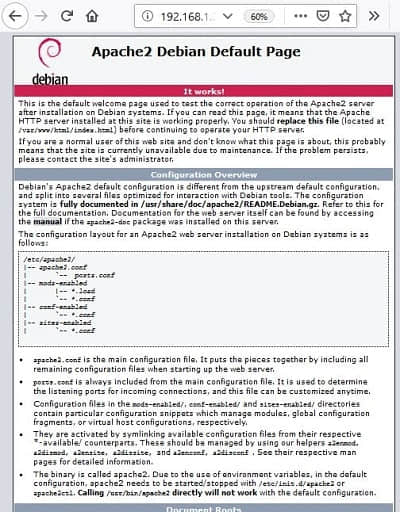 192.168.1.
60%
Apache2 Debian Default Page
debian
It works!
This is the default welcome page used to test the correct operation of the Apache2 server
after installation on Debian systems. If you can read this page, it means that the Apache
HTTP server installed at this site is working properly. You should replace this file (located at
/var/www/html/index.html) before continuing to operate your HTTP server.
If you are a normal user of this web site and don't know what this page is about, this probably
means that the site is currently unavailable due to maintenance. If the problem persists,
please contact the site's administrator.
Configuration Overview
Debian's Apache2 default configuration is different from the upstream default configuration,
and split into several files optimized for interaction with Debian tools. The configuration
system is fully documented in /usr/share/doc/apache2/README.Debian.gz. Refer to this for
the full documentation. Documentation for the web server itself can be found by accessing
the manual if the apache2-doc package was installed on this server.
The configuration layout for an Apache2 web server installation on Debian systems is as
follows:
/etc/apache2/
|-- apache2.conf
|       `-- ports.conf
|-- mods-enabled
|       |-- *.load
|       `-- *.conf
|-- conf-enabled
|       `-- *.conf
|-- sites-enabled
|       `-- *.conf
• apache2.conf is the main configuration file. It puts the pieces together by including all
remaining configuration files when starting up the web server.
• ports.conf is always included from the main configuration file. It is used to determine
the listening ports for incoming connections, and this file can be customized anytime.
• Configuration files in the mods-enabled/, conf-enabled/ and sites-enabled/ directories
contain particular configuration snippets which manage modules, global configuration
fragments, or virtual host configurations, respectively.
• They are activated by symlinking available configuration files from their respective
*-available/ counterparts. These should be managed by using our helpers a2enmod,
a2dismod, a2ensite, a2dissite, and a2enconf, a2disconf . See their respective man
pages for detailed information.
• The binary is called apache2. Due to the use of environment variables, in the default
configuration, apache2 needs to be started/stopped with /etc/init.d/apache2 or
apache2ctl. Calling /usr/bin/apache2 directly will not work with the default configuration.
Document Roots